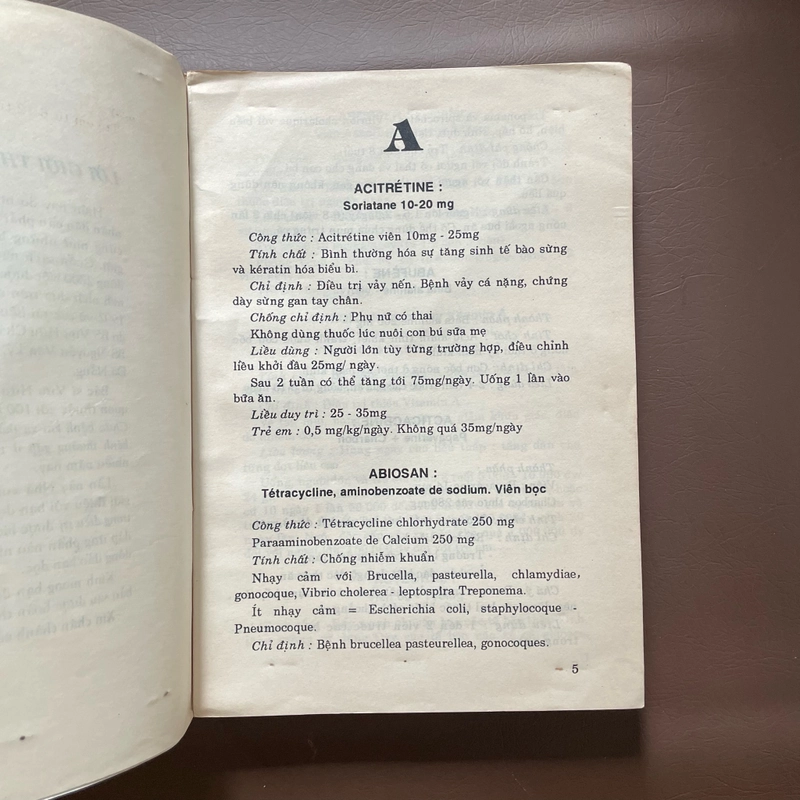 A
ACITRÉTINE :
Soriatane 10-20 mg
Công thức : Acitrétine viên 10mg - 25mg
Tính chất : Bình thường hóa sự tăng sinh tế bào sừng
và kératin hóa biểu bì.
Chỉ định : Điều trị vảy nến. Bệnh vảy cá nặng, chứng
dày sừng gan tay chân.
Chống chỉ định : Phụ nữ có thai
Không dùng thuốc lúc nuôi con bú sữa mẹ
Liều dùng : Người lớn tùy từng trường hợp, điều chỉnh
liều khởi đầu 25mg/ ngày.
Sau 2 tuần có thể tăng tới 75mg/ngày. Uống 1 lần vào
bữa ăn.
Liều duy trì : 25 - 35mg
Trẻ em : 0,5 mg/kg/ngày. Không quá 35mg/ngày
ABIOSAN :
Tétracycline, aminobenzoate de sodium. Viên bọc
Công thức : Tétracycline chlorhydrate 250 mg
Paraaminobenzoate de Calcium 250 mg
Tính chất : Chống nhiễm khuẩn
Nhạy cảm với Brucella, pasteurella, chlamydiae,
gonocoque, Vibrio cholerea - leptospira Treponema.
Ít nhạy cảm = Escherichia coli, staphylocoque -
Pneumocoque.
Chỉ định : Bệnh brucellea pasteurellea, gonocoques.
5